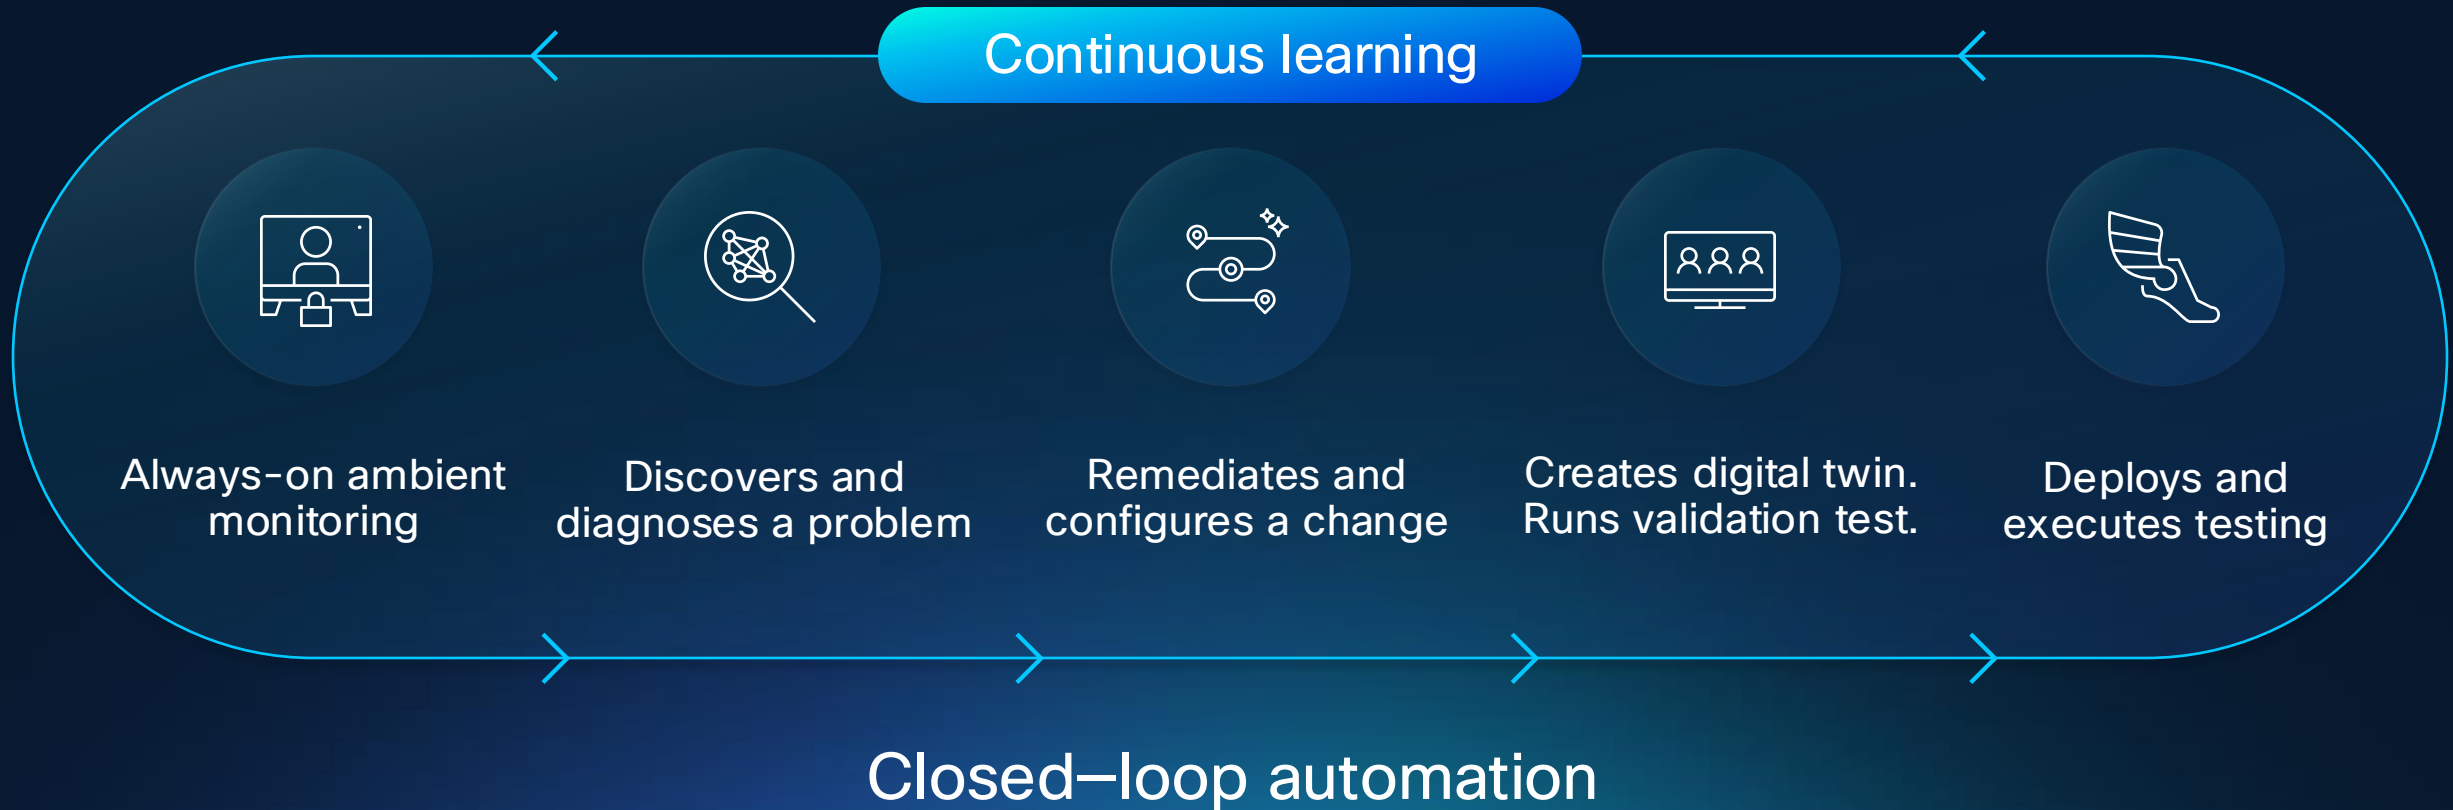 Continuous learning
Always-on ambient
monitoring
Discovers and
diagnoses a problem
Remediates and
configures a change
Creates digital twin.
Runs validation test.
Deploys and
executes testing
Closed—loop automation